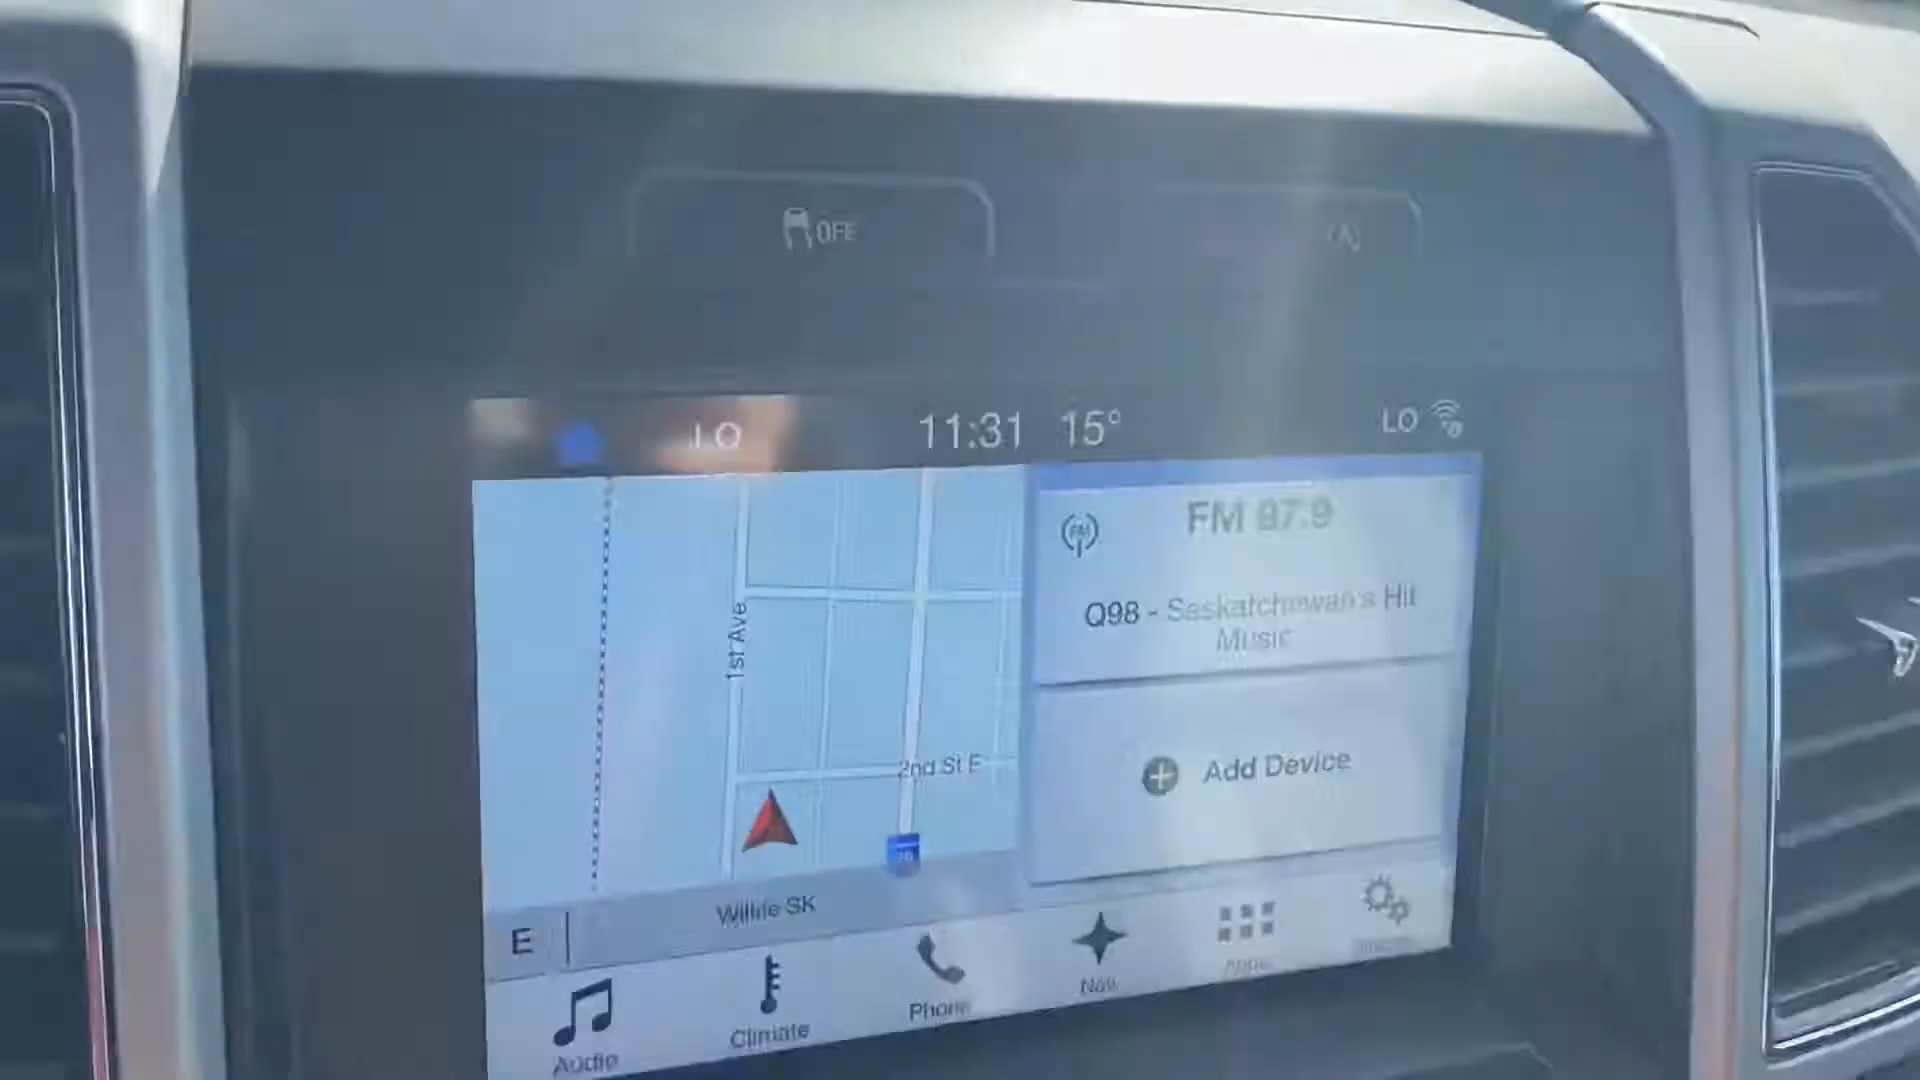 OFF
LO
11:31
15°
LO
FM 97.9
Q98 - Saskatchewan's Hit
Music
1st Ave
2nd St E
Add Device
E
Wilkie SK
Audio
Climate
Phone
Nav
Apps